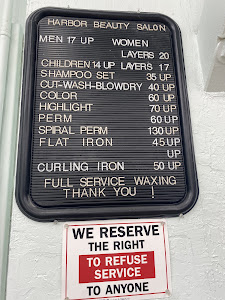 HARBOR BEAUTY SALON
MEN 17 UP WOMEN
LAYERS 20
CHILDREN 14 UP LAYERS 17
SHAMPOO SET 35 UP
CUT-WASH-BLOWDRY 40 UP
COLOR 60 UP
HIGHLIGHT 70 UP
PERM 60 UP
SPIRAL PERM 130 UP
FLAT IRON 45 UP
UP
CURLING IRON 50 UP
FULL SERVICE WAXING
THANK YOU !
WE RESERVE
THE RIGHT
TO REFUSE
SERVICE
TO ANYONE